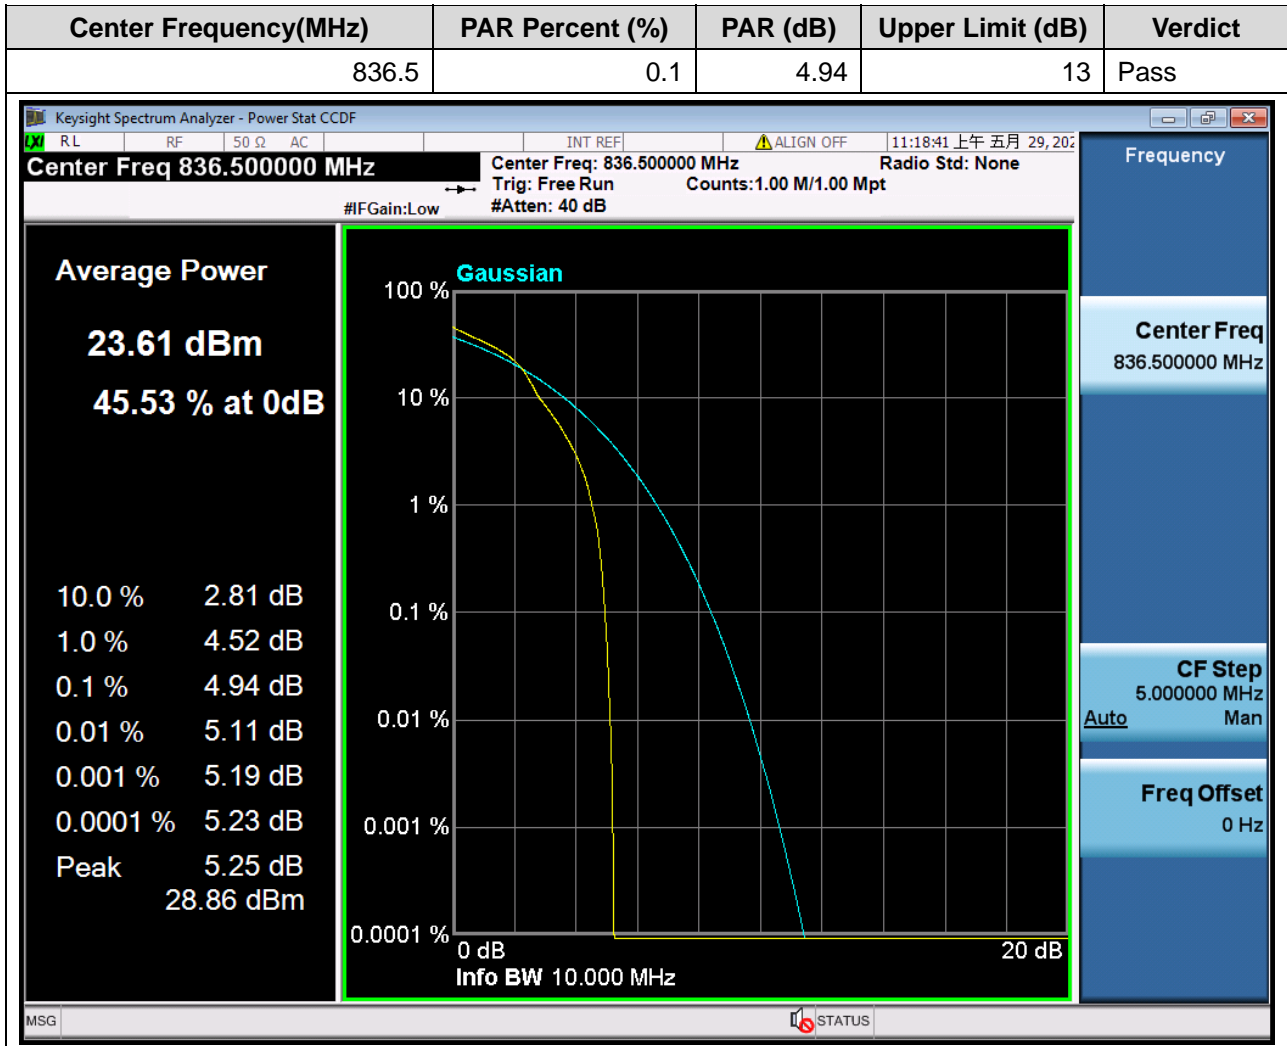 Center Frequency(MHz) PAR Percent (%) PAR (dB) Upper Limit (dB) Verdict
836.5 0.1 4.94 13 Pass
Keysight Spectrum Analyzer - Power Stat CCDF
LXI RL RF 50 Ω AC INT REF ALIGN OFF 11:18:41 上午 五月 29, 202
Center Freq 836.500000 MHz
Center Freq: 836.500000 MHz Radio Std: None
Trig: Free Run Counts:1.00 M/1.00 Mpt
#IFGain:Low #Atten: 40 dB
Frequency
Average Power
23.61 dBm
45.53 % at 0dB
10.0 % 2.81 dB
1.0 % 4.52 dB
0.1 % 4.94 dB
0.01 % 5.11 dB
0.001 % 5.19 dB
0.0001 % 5.23 dB
Peak 5.25 dB
28.86 dBm
Gaussian
100 %
10 %
1 %
0.1 %
0.01 %
0.001 %
0.0001 %
0 dB 20 dB
Info BW 10.000 MHz
Center Freq
836.500000 MHz
CF Step
5.000000 MHz
Auto Man
Freq Offset
0 Hz
MSG STATUS